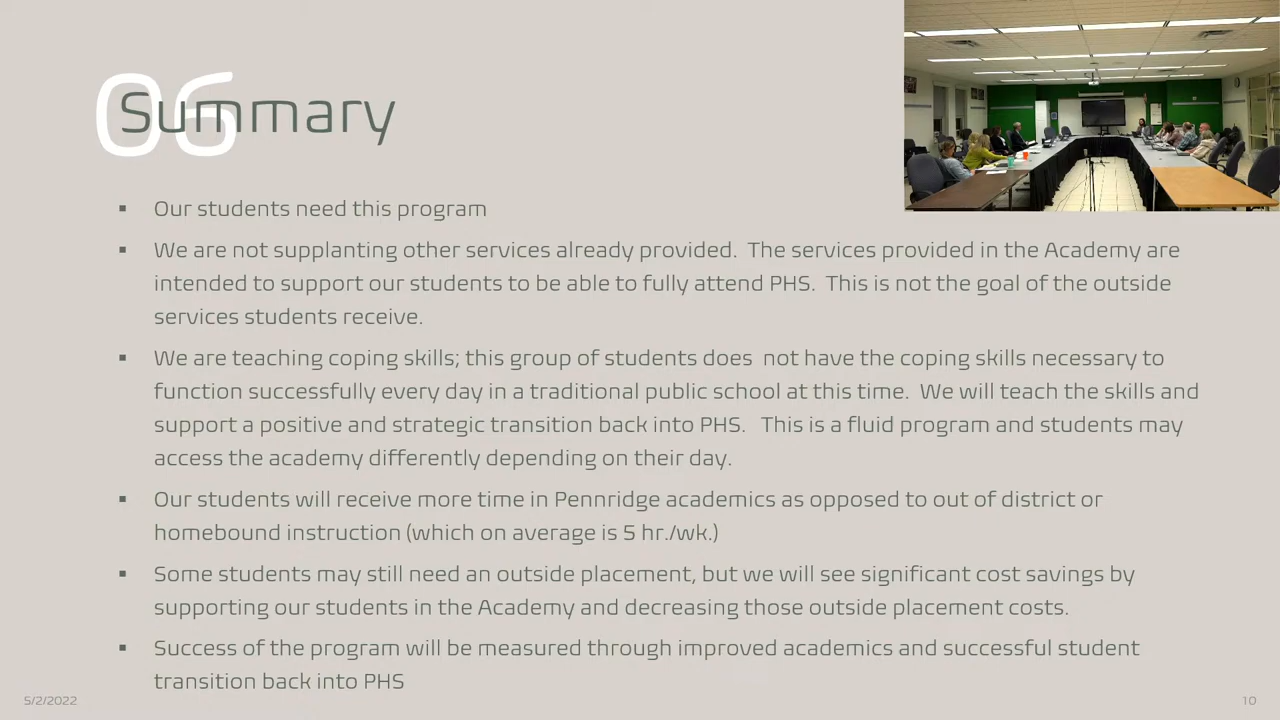 06
Summary
▪ Our students need this program
▪ We are not supplanting other services already provided.  The services provided in the Academy are
intended to support our students to be able to fully attend PHS.  This is not the goal of the outside
services students receive.
▪ We are teaching coping skills; this group of students does  not have the coping skills necessary to
function successfully every day in a traditional public school at this time.  We will teach the skills and
support a positive and strategic transition back into PHS.   This is a fluid program and students may
access the academy differently depending on their day.
▪ Our students will receive more time in Pennridge academics as opposed to out of district or
homebound instruction (which on average is 5 hr./wk.)
▪ Some students may still need an outside placement, but we will see significant cost savings by
supporting our students in the Academy and decreasing those outside placement costs.
▪ Success of the program will be measured through improved academics and successful student
transition back into PHS
5/2/2022
10